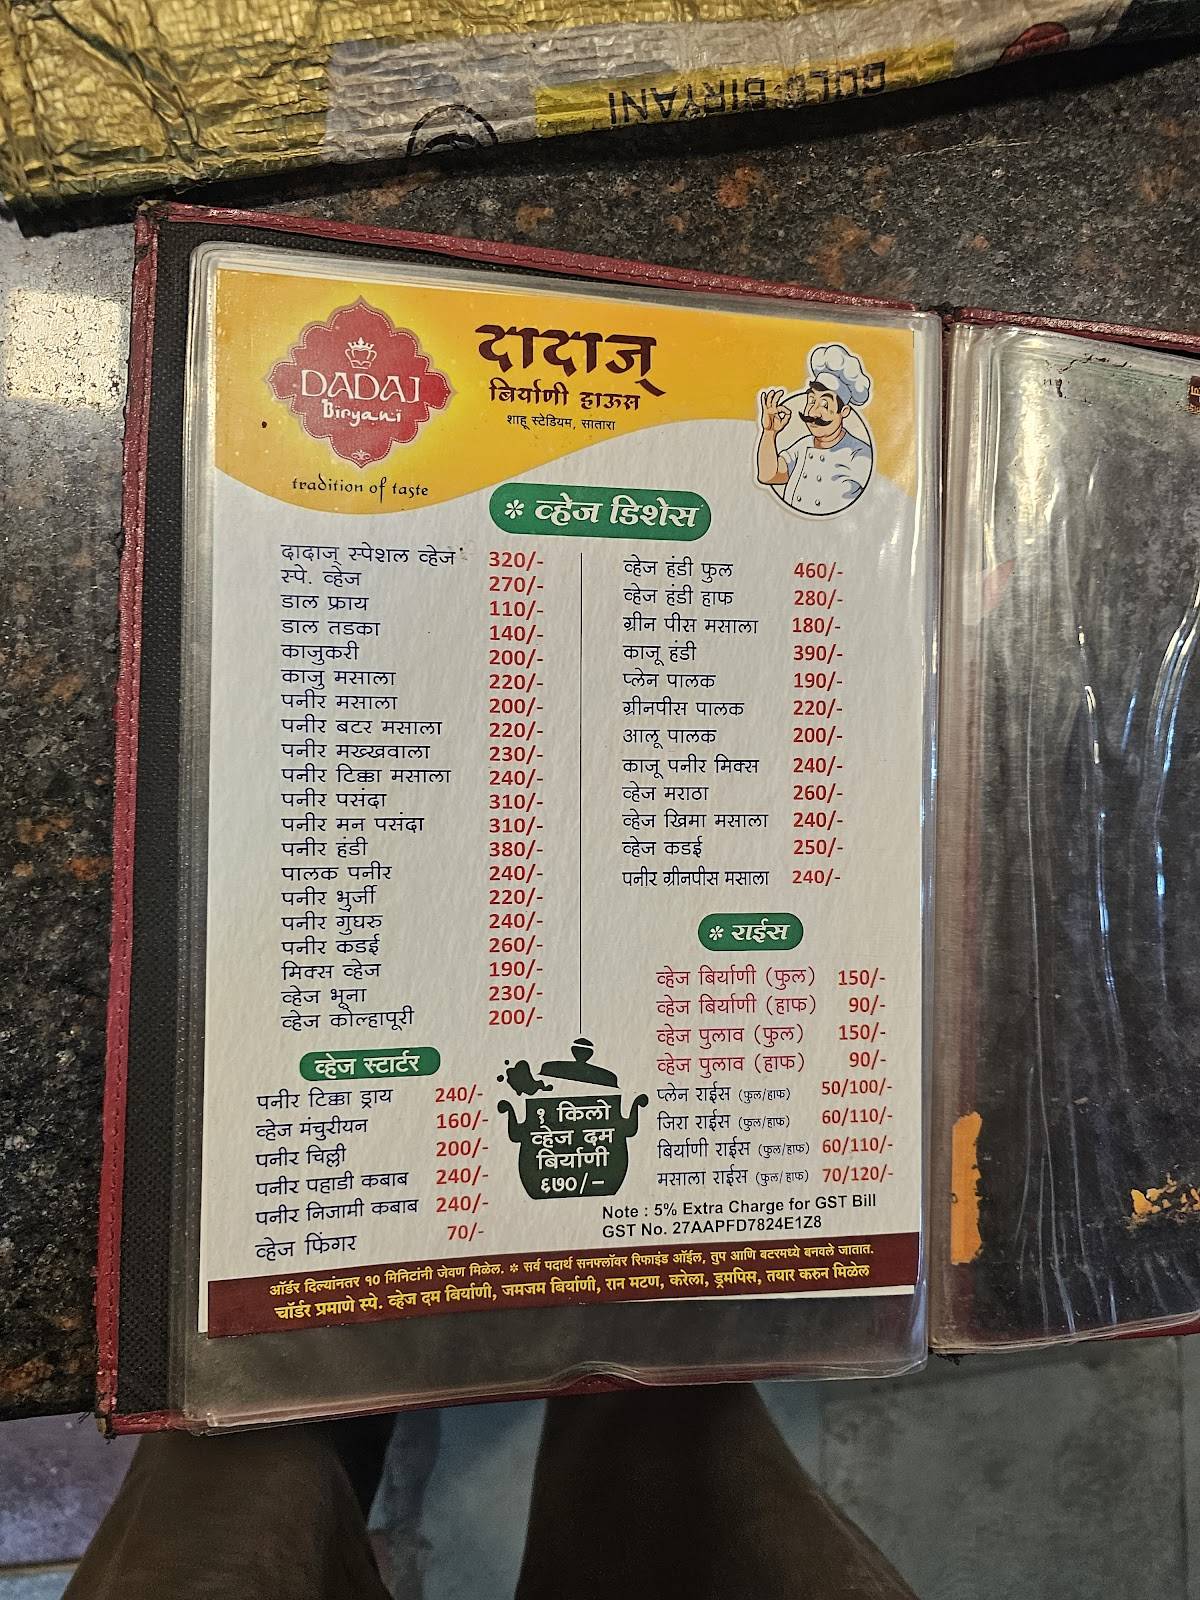 GOLD BIRYANI
DADAJ
Biryani
tradition of taste
दादाज्
बिर्याणी हाऊस
शाहू स्टेडियम, सातारा
* व्हेज डिशेस
दादाज् स्पेशल व्हेज 320/-
स्पे. व्हेज 270/-
डाल फ्राय 110/-
डाल तडका 140/-
काजुकरी 200/-
काजु मसाला 220/-
पनीर मसाला 200/-
पनीर बटर मसाला 220/-
पनीर मख्खवाला 230/-
पनीर टिक्का मसाला 240/-
पनीर पसंदा 310/-
पनीर मन पसंदा 310/-
पनीर हंडी 380/-
पालक पनीर 240/-
पनीर भुर्जी 220/-
पनीर गुंघरु 240/-
पनीर कडई 260/-
मिक्स व्हेज 190/-
व्हेज भूना 230/-
व्हेज कोल्हापूरी 200/-
व्हेज हंडी फुल 460/-
व्हेज हंडी हाफ 280/-
ग्रीन पीस मसाला 180/-
काजू हंडी 390/-
प्लेन पालक 190/-
ग्रीनपीस पालक 220/-
आलू पालक 200/-
काजू पनीर मिक्स 240/-
व्हेज मराठा 260/-
व्हेज खिमा मसाला 240/-
व्हेज कडई 250/-
पनीर ग्रीनपीस मसाला 240/-
* राईस
व्हेज बिर्याणी (फुल) 150/-
व्हेज बिर्याणी (हाफ) 90/-
व्हेज पुलाव (फुल) 150/-
व्हेज पुलाव (हाफ) 90/-
प्लेन राईस (फुल/हाफ) 50/100/-
जिरा राईस (फुल/हाफ) 60/110/-
बिर्याणी राईस (फुल/हाफ) 60/110/-
मसाला राईस (फुल/हाफ) 70/120/-
व्हेज स्टार्टर
पनीर टिक्का ड्राय 240/-
व्हेज मंचुरीयन 160/-
पनीर चिल्ली 200/-
पनीर पहाडी कबाब 240/-
पनीर निजामी कबाब 240/-
व्हेज फिंगर 70/-
१ किलो
व्हेज दम
बिर्याणी
६७०/-
Note : 5% Extra Charge for GST Bill
GST No. 27AAPFD7824E1Z8
ऑर्डर दिल्यांनतर १० मिनिटांनी जेवण मिळेल. * सर्व पदार्थ सनफ्लॉवर रिफाइंड ऑईल, तुप आणि बटरमध्ये बनवले जातात.
चॉर्डर प्रमाणे स्पे. व्हेज दम बिर्याणी, जमजम बिर्याणी, रान मटण, करेला, ड्रमपिस, तयार करुन मिळेल